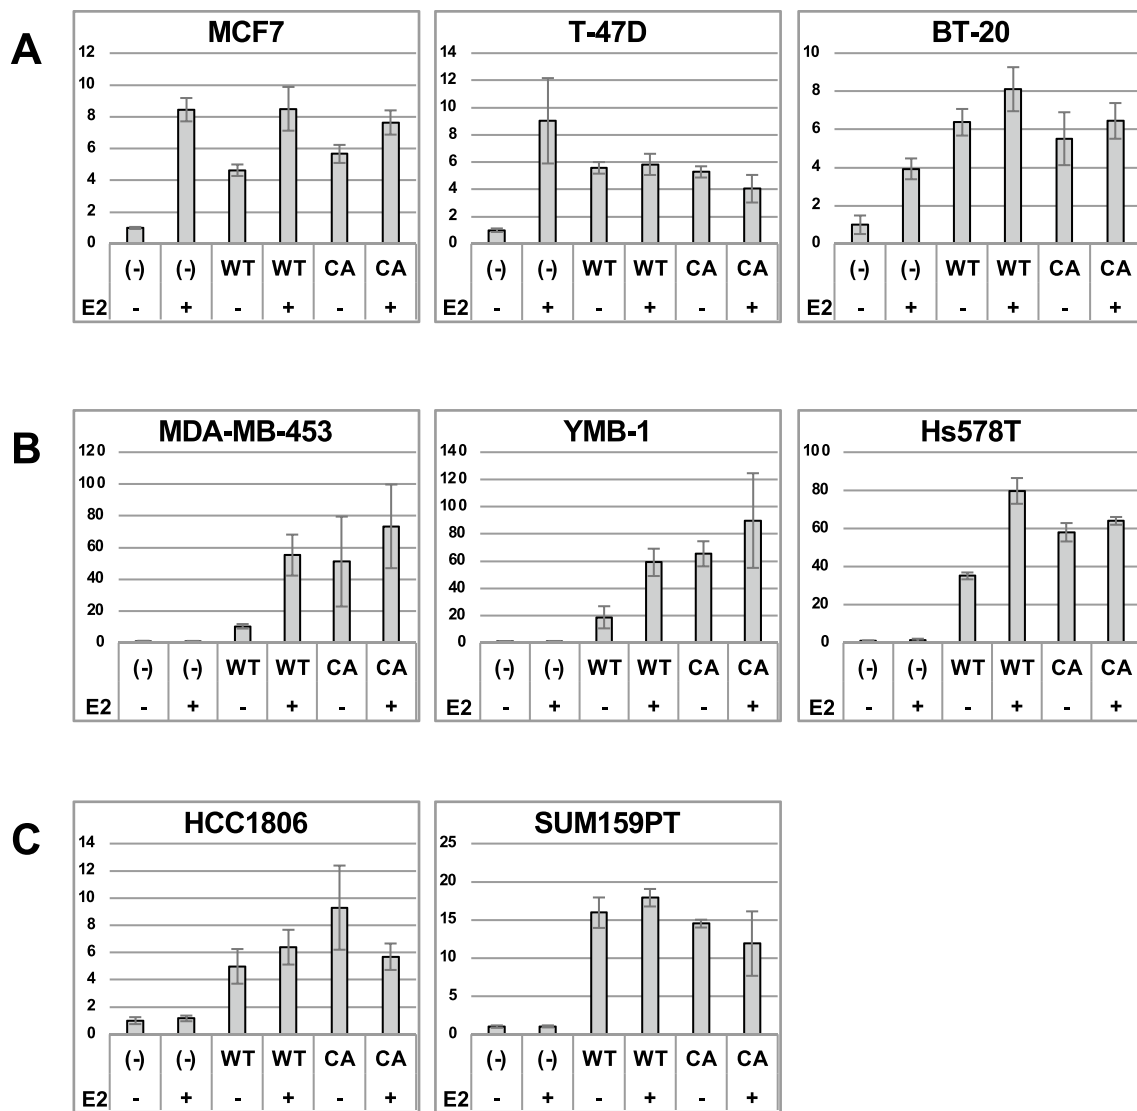 A
MCF7
12
10
8
6
4
2
0
(-) (-) WT WT CA CA
E2 - + - + - +
T-47D
14
12
10
8
6
4
2
0
(-) (-) WT WT CA CA
E2 - + - + - +
BT-20
10
8
6
4
2
0
(-) (-) WT WT CA CA
E2 - + - + - +
B
MDA-MB-453
120
100
80
60
40
20
0
(-) (-) WT WT CA CA
E2 - + - + - +
YMB-1
140
120
100
80
60
40
20
0
(-) (-) WT WT CA CA
E2 - + - + - +
Hs578T
100
80
60
40
20
0
(-) (-) WT WT CA CA
E2 - + - + - +
C
HCC1806
14
12
10
8
6
4
2
0
(-) (-) WT WT CA CA
E2 - + - + - +
SUM159PT
25
20
15
10
5
0
(-) (-) WT WT CA CA
E2 - + - + - +